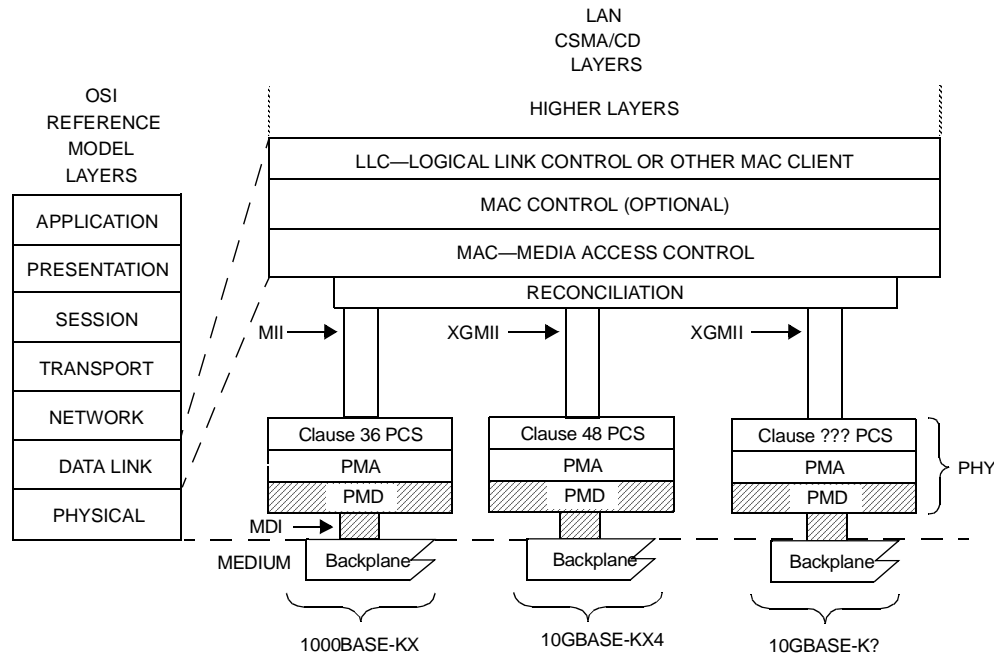 LAN
CSMA/CD
LAYERS
OSI
REFERENCE
MODEL
LAYERS
HIGHER LAYERS
LLC—LOGICAL LINK CONTROL OR OTHER MAC CLIENT
MAC CONTROL (OPTIONAL)
MAC—MEDIA ACCESS CONTROL
RECONCILIATION
APPLICATION
PRESENTATION
SESSION
TRANSPORT
NETWORK
DATA LINK
PHYSICAL
MII
XGMII
XGMII
Clause 36 PCS
PMA
PMD
Clause 48 PCS
PMA
PMD
Clause ??? PCS
PMA
PMD
PHY
MDI
MEDIUM
Backplane
Backplane
Backplane
1000BASE-KX
10GBASE-KX4
10GBASE-K?